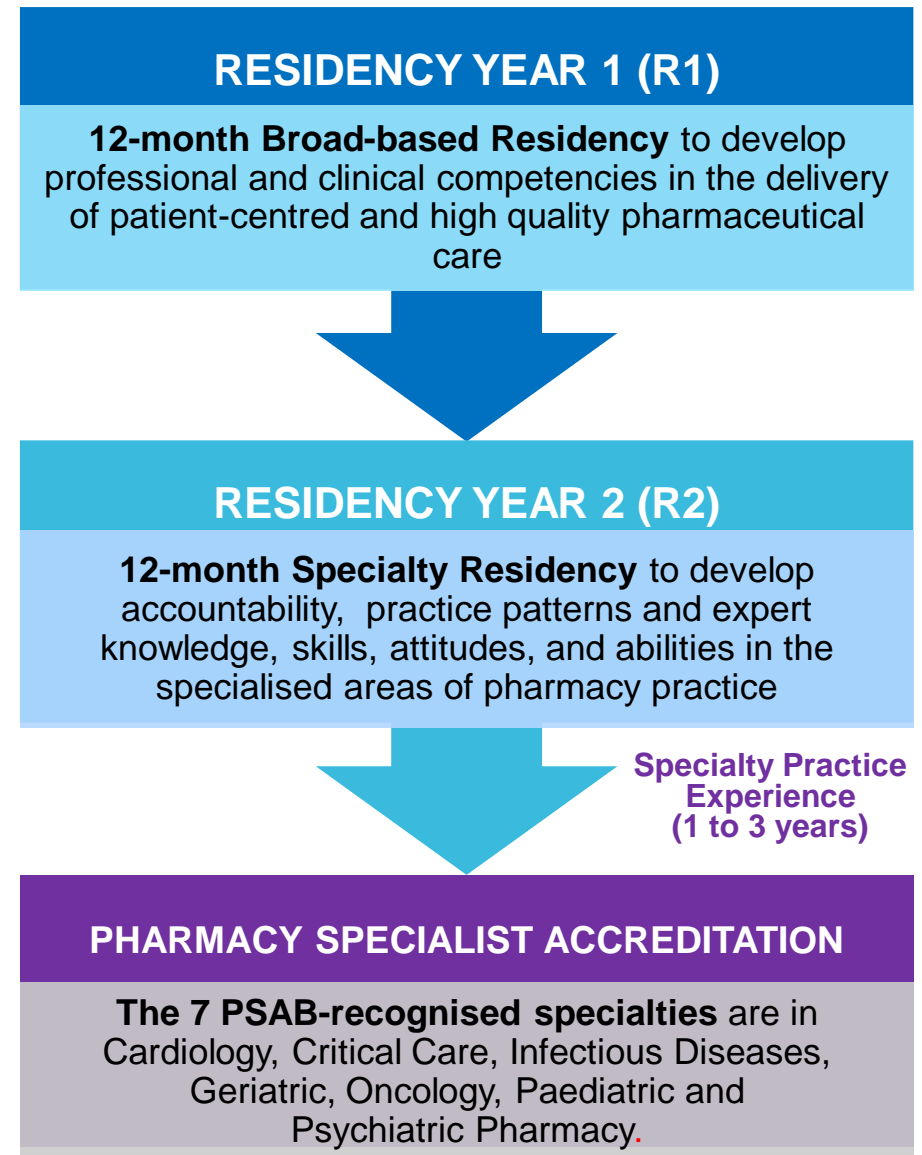 RESIDENCY YEAR 1 (R1)
12-month Broad-based Residency to develop
professional and clinical competencies in the delivery
of patient-centred and high quality pharmaceutical
care
RESIDENCY YEAR 2 (R2)
12-month Specialty Residency to develop
accountability, practice patterns and expert
knowledge, skills, attitudes, and abilities in the
specialised areas of pharmacy practice
Specialty Practice
Experience
(1 to 3 years)
PHARMACY SPECIALIST ACCREDITATION
The 7 PSAB-recognised specialties are in
Cardiology, Critical Care, Infectious Diseases,
Geriatric, Oncology, Paediatric and
Psychiatric Pharmacy.